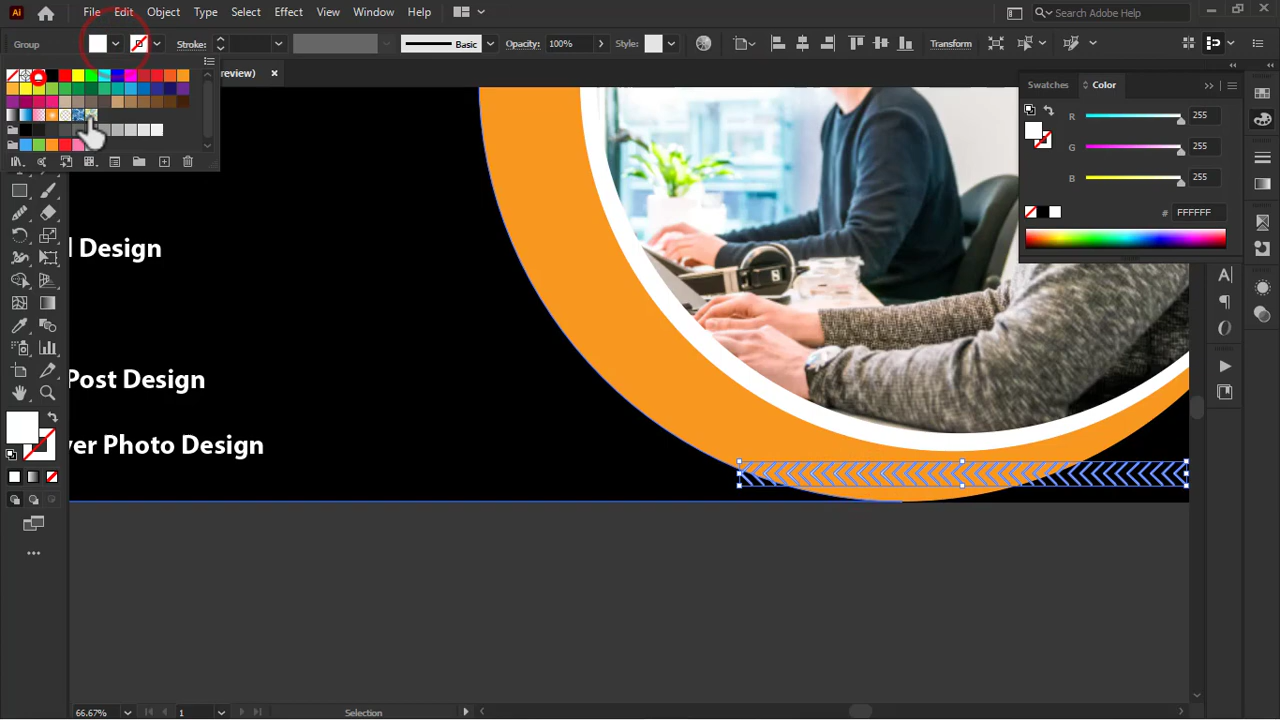 Ai File Edit Object Type Select Effect View Window Help Search Adobe Help
Group Stroke: Basic Opacity: 100% Style: Transform
review)
Swatches Color
R 255
G 255
B 255
# FFFFFF
l Design
Post Design
ver Photo Design
66.67% 1 Selection